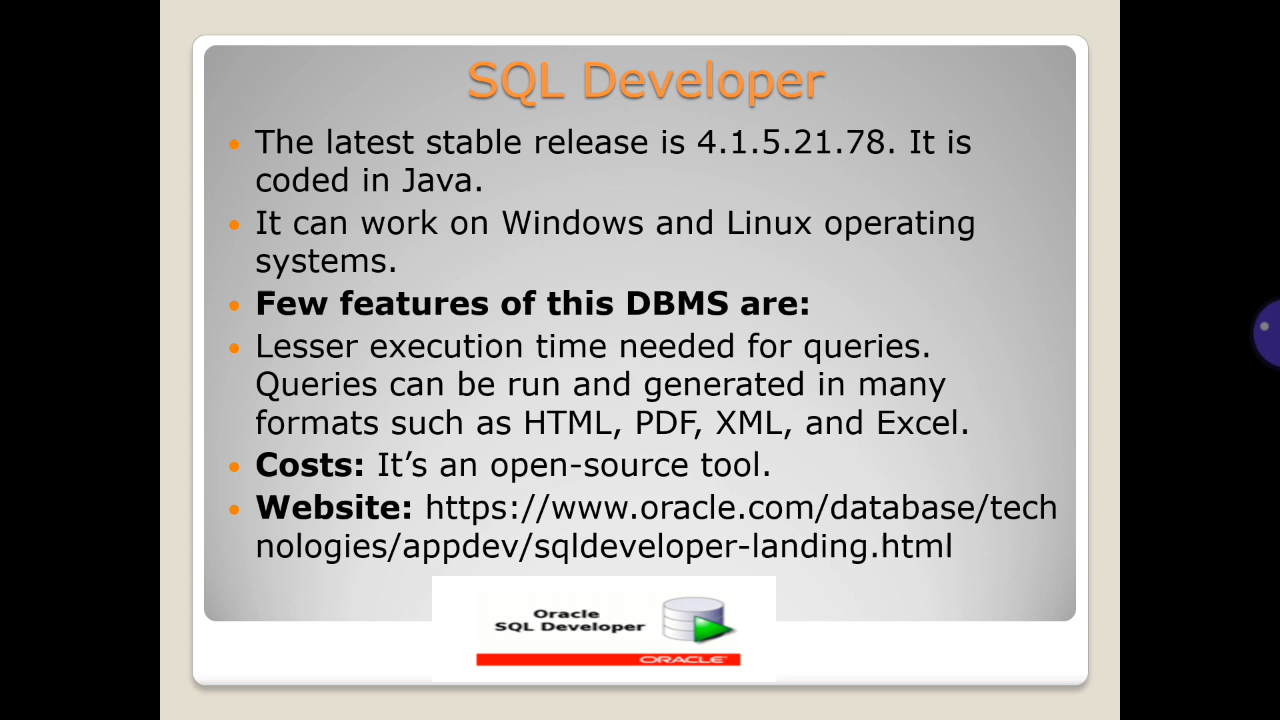 SQL Developer
• The latest stable release is 4.1.5.21.78. It is
coded in Java.
• It can work on Windows and Linux operating
systems.
• Few features of this DBMS are:
• Lesser execution time needed for queries.
Queries can be run and generated in many
formats such as HTML, PDF, XML, and Excel.
• Costs: It’s an open-source tool.
• Website: https://www.oracle.com/database/tech
nologies/appdev/sqldeveloper-landing.html
Oracle
SQL Developer
ORACLE